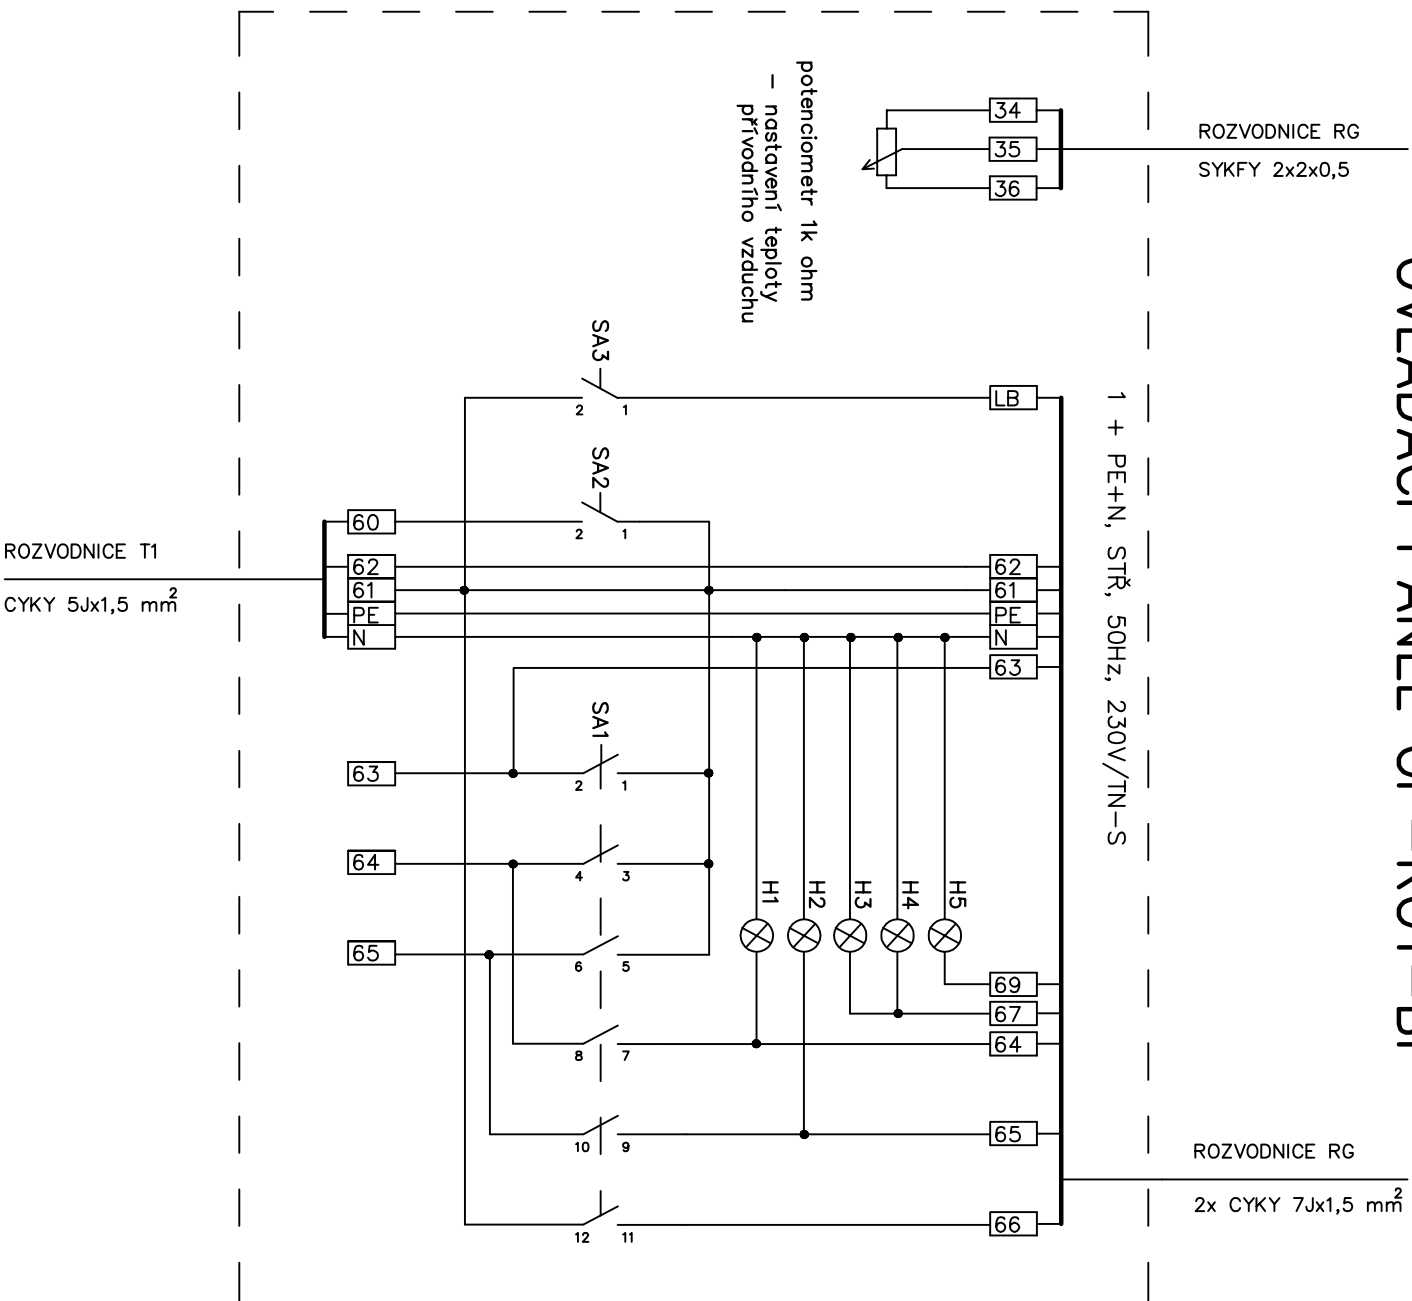 34
35
36
ROZVODNICE RG
SYKFY 2x2x0,5
potenciometr 1k ohm
- nastavení teploty
přívodního vzduchu
SA3
2 1
LB
1 + PE+N, STŘ, 50Hz, 230V/TN-S
SA2
2 1
ROZVODNICE T1
CYKY 5Jx1,5 mm²
60
62
61
PE
N
62
61
PE
N
63
SA1
63
2 1
64
4 3
65
6 5
8 7
10 9
12 11
H1
H2
H3
H4
H5
69
67
64
65
66
ROZVODNICE RG
2x CYKY 7Jx1,5 mm²